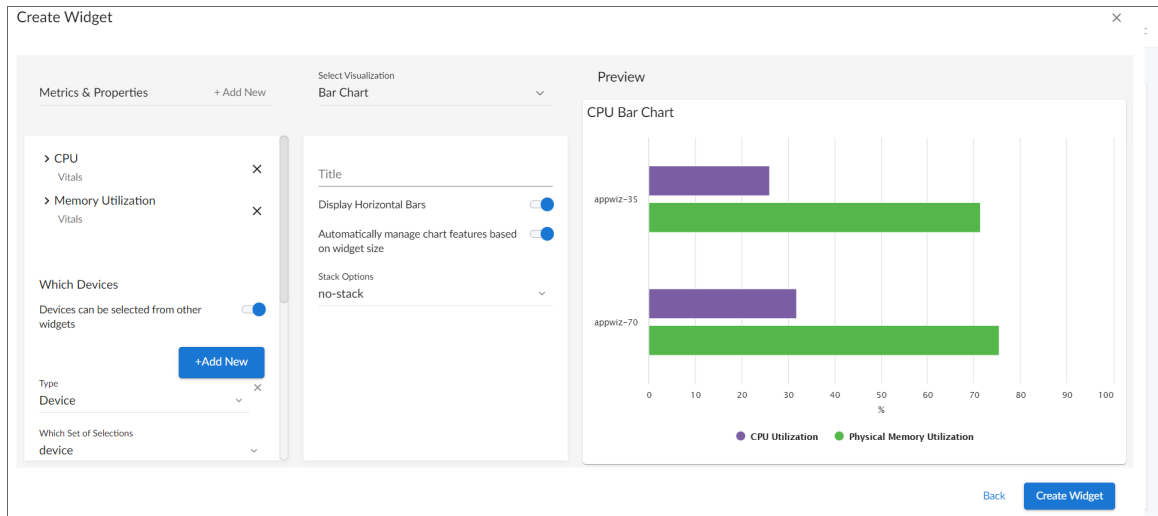 Create Widget
Metrics & Properties
+ Add New
CPU
Vitals
Memory Utilization
Vitals
Which Devices
Devices can be selected from other
widgets
+Add New
Type
Device
Which Set of Selections
device
Select Visualization
Bar Chart
Title
Display Horizontal Bars
Automatically manage chart features based
on widget size
Stack Options
no-stack
Preview
CPU Bar Chart
appwiz-35
appwiz-70
0 10 20 30 40 50 60 70 80 90 100
%
CPU Utilization Physical Memory Utilization
Back
Create Widget